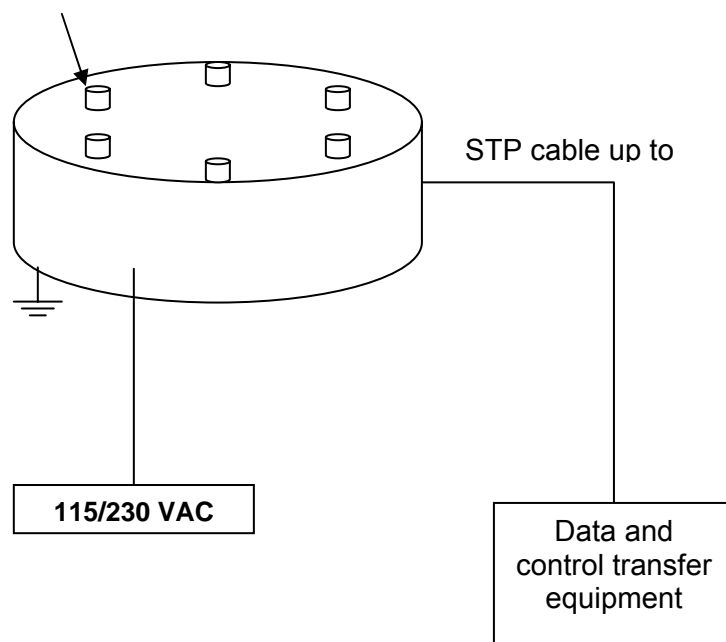 STP cable up to
115/230 VAC
Data and
control transfer
equipment